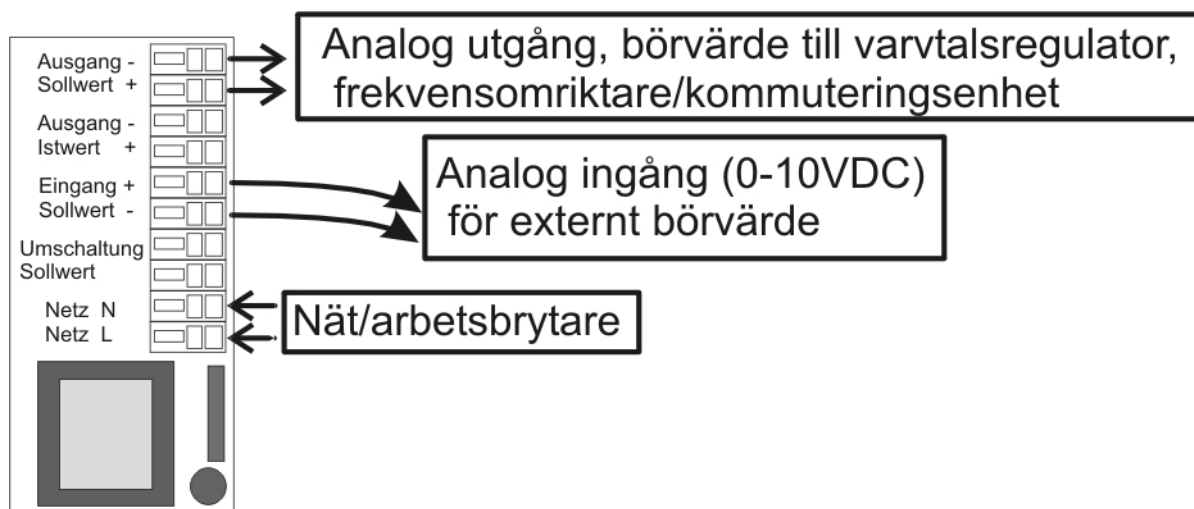 Ausgang -
Sollwert +
Ausgang -
Istwert +
Eingang +
Sollwert -
Umschaltung
Sollwert
Netz N
Netz L
Analog utgång, börvärde till varvtalsregulator,
frekvensomriktare/kommuteringsenhet
Analog ingång (0-10VDC)
för externt börvärde
Nät/arbetsbrytare